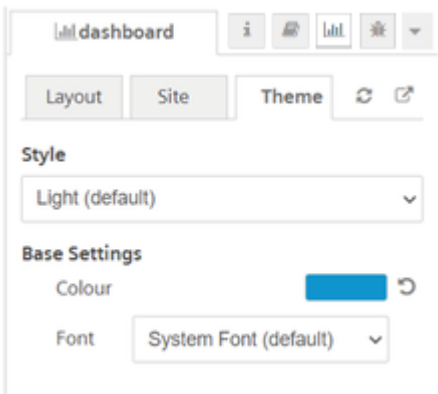 dashboard
Layout Site Theme
Style
Light (default)
Base Settings
Colour
Font System Font (default)